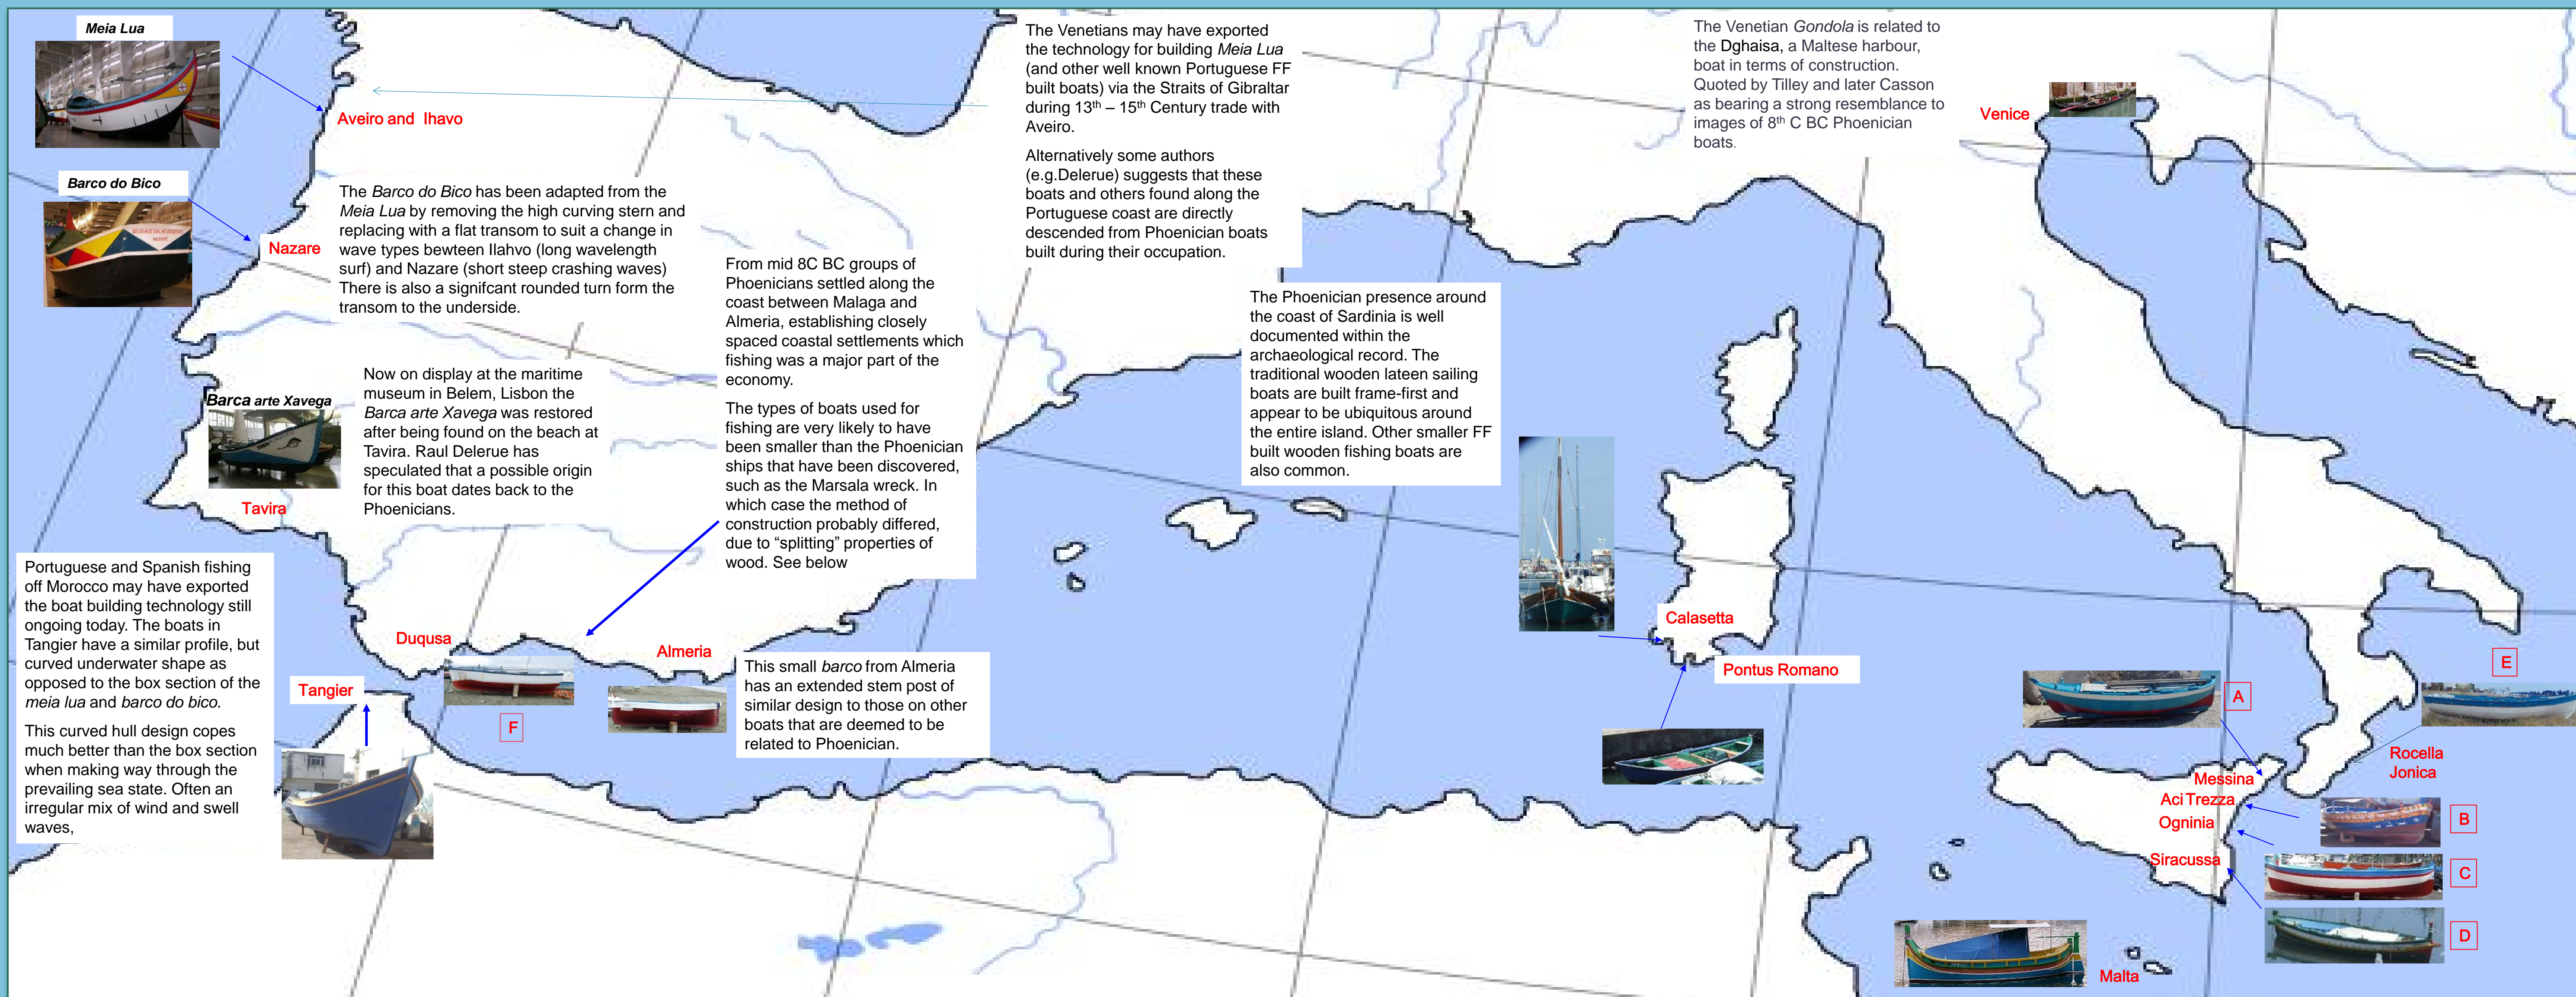 Meia Lua
Aveiro and Ihavo
Barco do Bico
Nazare
The Barco do Bico has been adapted from the
Meia Lua by removing the high curving stern and
replacing with a flat transom to suit a change in
wave types bewteen Ilahvo (long wavelength
surf) and Nazare (short steep crashing waves)
There is also a signifcant rounded turn form the
transom to the underside.
Barca arte Xavega
Now on display at the maritime
museum in Belem, Lisbon the
Barca arte Xavega was restored
after being found on the beach at
Tavira. Raul Delerue has
speculated that a possible origin
for this boat dates back to the
Phoenicians.
Tavira
Portuguese and Spanish fishing
off Morocco may have exported
the boat building technology still
ongoing today. The boats in
Tangier have a similar profile, but
curved underwater shape as
opposed to the box section of the
meia lua and barco do bico.
This curved hull design copes
much better than the box section
when making way through the
prevailing sea state. Often an
irregular mix of wind and swell
waves,
Tangier
From mid 8C BC groups of
Phoenicians settled along the
coast between Malaga and
Almeria, establishing closely
spaced coastal settlements which
fishing was a major part of the
economy.
The types of boats used for
fishing are very likely to have
been smaller than the Phoenician
ships that have been discovered,
such as the Marsala wreck. In
which case the method of
construction probably differed,
due to “splitting” properties of
wood. See below
Duqusa
F
Almeria
This small barco from Almeria
has an extended stem post of
similar design to those on other
boats that are deemed to be
related to Phoenician.
The Venetians may have exported
the technology for building Meia Lua
(and other well known Portuguese FF
built boats) via the Straits of Gibraltar
during 13th – 15th Century trade with
Aveiro.
Alternatively some authors
(e.g.Delerue) suggests that these
boats and others found along the
Portuguese coast are directly
descended from Phoenician boats
built during their occupation.
The Phoenician presence around
the coast of Sardinia is well
documented within the
archaeological record. The
traditional wooden lateen sailing
boats are built frame-first and
appear to be ubiquitous around
the entire island. Other smaller FF
built wooden fishing boats are
also common.
Calasetta
Pontus Romano
The Venetian Gondola is related to
the Dghaisa, a Maltese harbour,
boat in terms of construction.
Quoted by Tilley and later Casson
as bearing a strong resemblance to
images of 8th C BC Phoenician
boats.
Venice
E
A
Rocella
Jonica
Messina
Aci Trezza
B
Ogninia
C
Siracussa
D
Malta